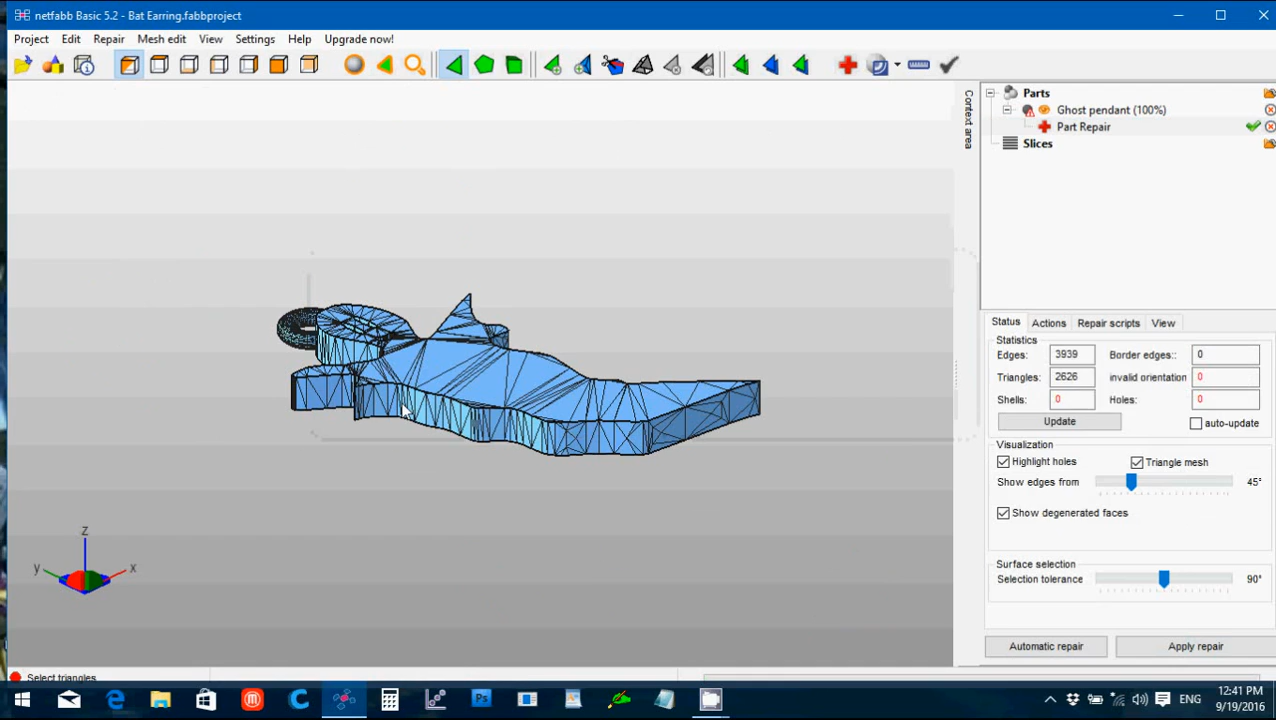 netfabb Basic 5.2 - Bat Earring.fabbproject
Project Edit Repair Mesh edit View Settings Help Upgrade now!
Context area
Parts
Ghost pendant (100%)
Part Repair
Slices
Status Actions Repair scripts View
Statistics
Edges: 3939 Border edges:: 0
Triangles: 2626 invalid orientation 0
Shells: 0 Holes: 0
Update auto-update
Visualization
Highlight holes Triangle mesh
Show edges from 45°
Show degenerated faces
Surface selection
Selection tolerance 90°
Automatic repair Apply repair
z
y x
Select triangles
Ps
ENG
12:41 PM
9/19/2016